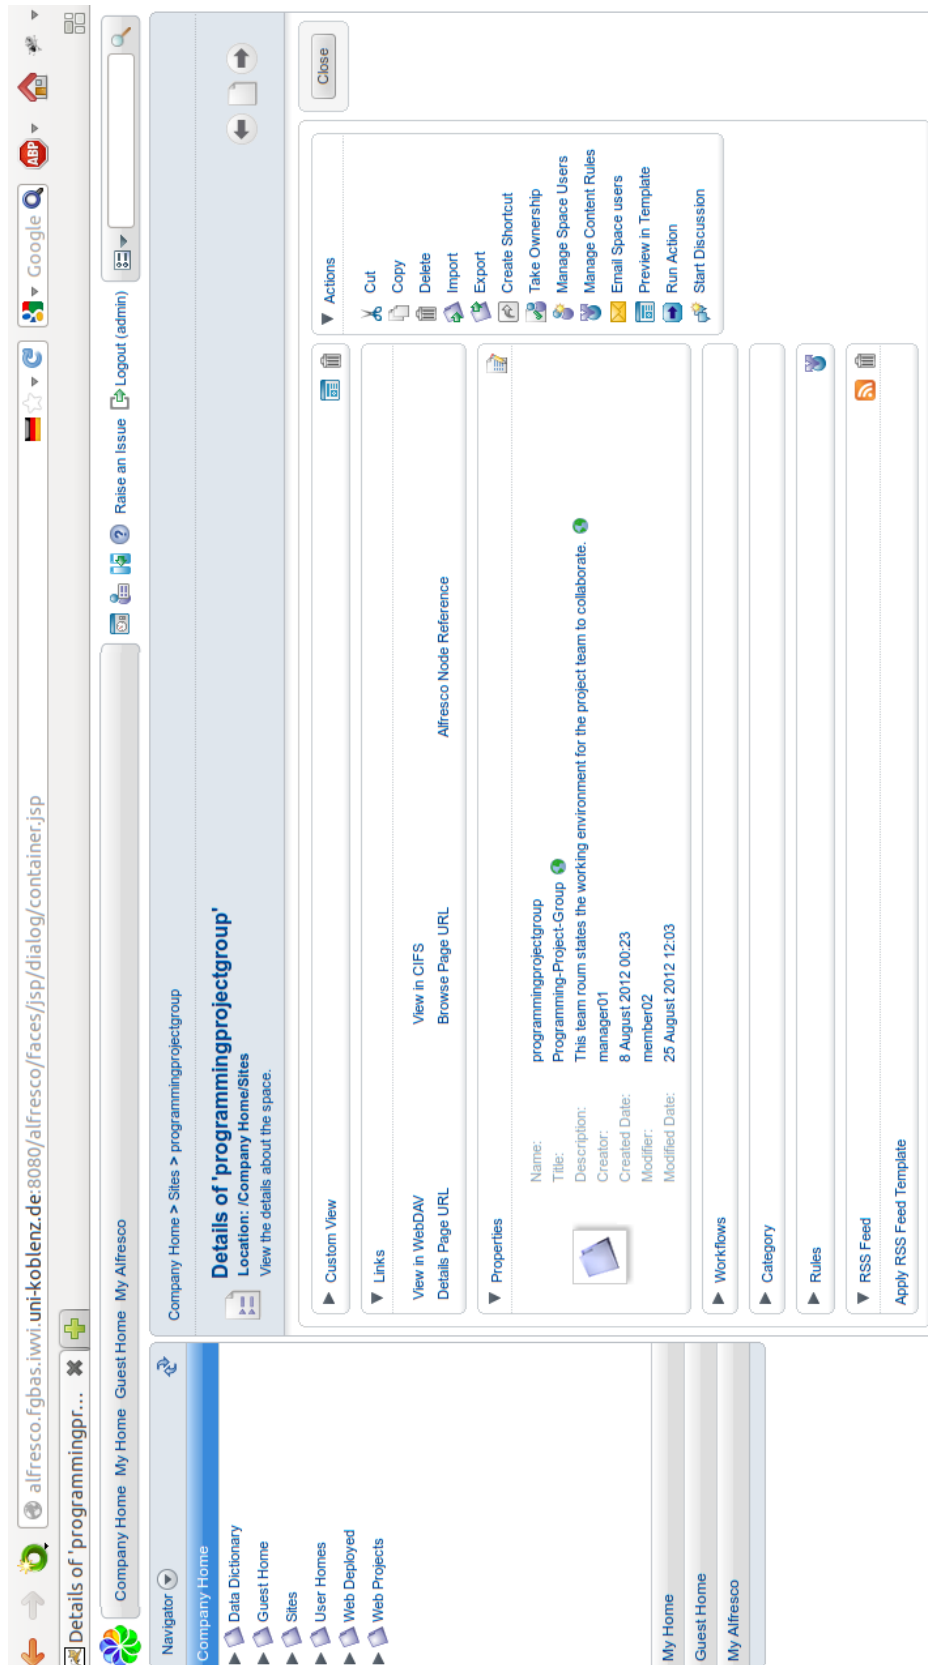 alfresco.fgbas.iwvi.uni-koblenz.de:8080/alfresco/faces/jsp/dialog/container.jsp
Google
ABP
Details of 'programmingpr...
Company Home My Home Guest Home My Alfresco
Raise an Issue Logout (admin)
Navigator
Company Home
Data Dictionary
Guest Home
Sites
User Homes
Web Deployed
Web Projects
My Home
Guest Home
My Alfresco
Company Home > Sites > programmingprojectgroup
Details of 'programmingprojectgroup'
Location: /Company Home/Sites
View the details about the space.
Close
Custom View
Links
View in WebDAV View in CIFS
Details Page URL Browse Page URL Alfresco Node Reference
Properties
Name: programmingprojectgroup
Title: Programming-Project-Group
Description: This team roum states the working environment for the project team to collaborate.
Creator: manager01
Created Date: 8 August 2012 00:23
Modifier: member02
Modified Date: 25 August 2012 12:03
Workflows
Category
Rules
RSS Feed
Apply RSS Feed Template
Actions
Cut
Copy
Delete
Import
Export
Create Shortcut
Take Ownership
Manage Space Users
Manage Content Rules
Email Space users
Preview in Template
Run Action
Start Discussion